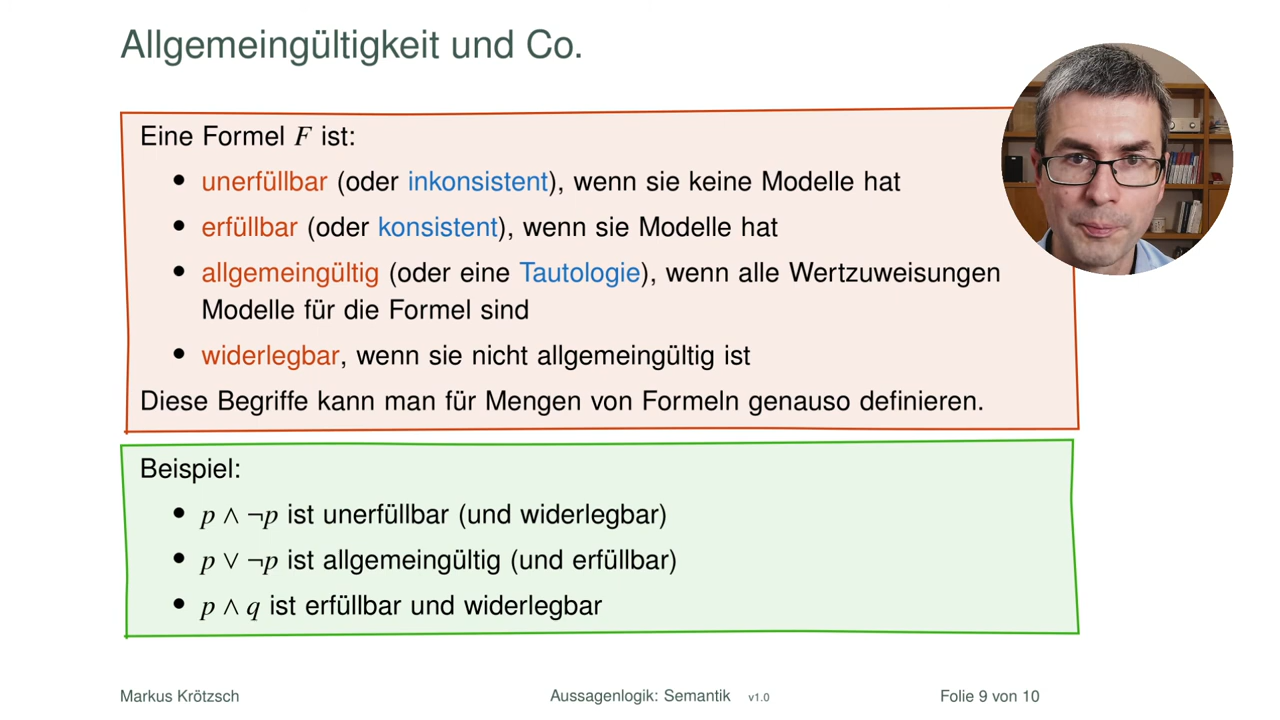 Allgemeingültigkeit und Co.
Eine Formel F ist:
• unerfüllbar (oder inkonsistent), wenn sie keine Modelle hat
• erfüllbar (oder konsistent), wenn sie Modelle hat
• allgemeingültig (oder eine Tautologie), wenn alle Wertzuweisungen
Modelle für die Formel sind
• widerlegbar, wenn sie nicht allgemeingültig ist
Diese Begriffe kann man für Mengen von Formeln genauso definieren.
Beispiel:
• p ∧ ¬p ist unerfüllbar (und widerlegbar)
• p ∨ ¬p ist allgemeingültig (und erfüllbar)
• p ∧ q ist erfüllbar und widerlegbar
Markus Krötzsch Aussagenlogik: Semantik v1.0 Folie 9 von 10